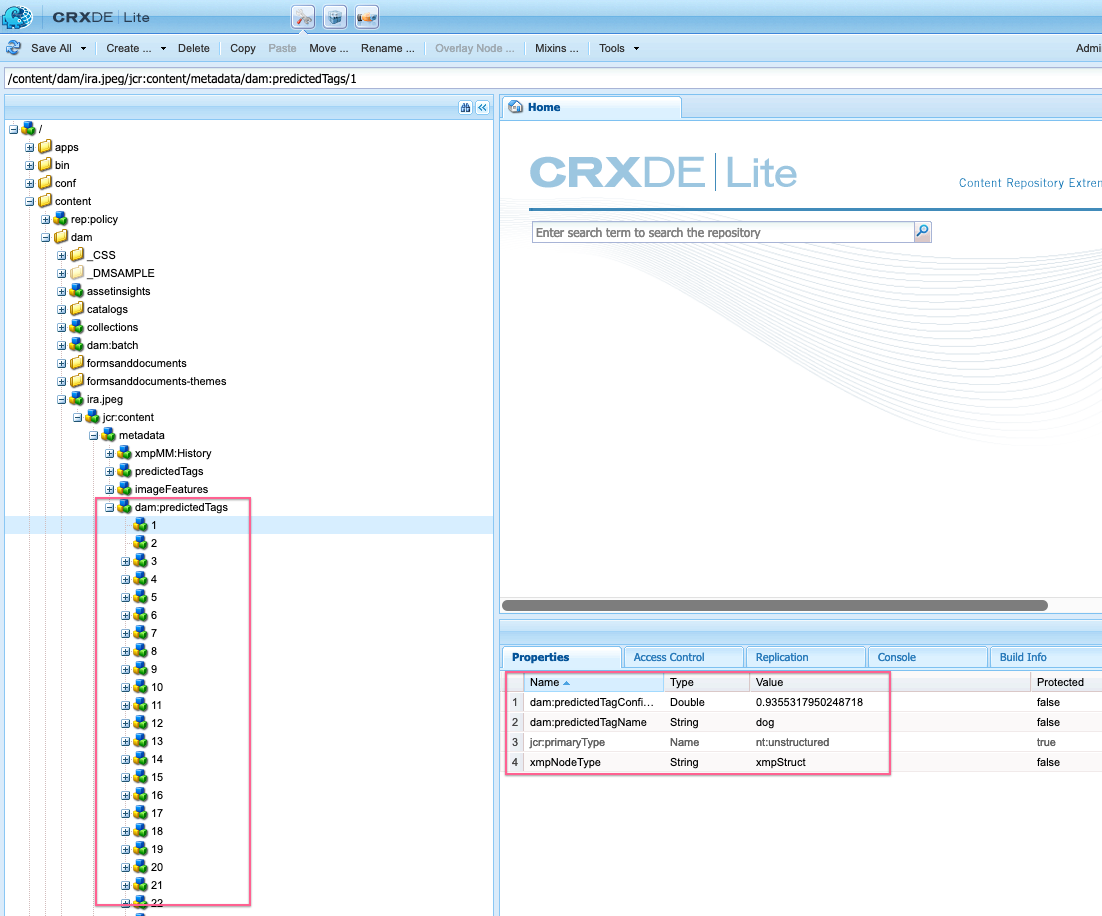 CRXDE | Lite
Save All Create ... Delete Copy Paste Move ... Rename ... Overlay Node ... Mixins ... Tools Admi
/content/dam/ira.jpeg/jcr:content/metadata/dam:predictedTags/1
/
apps
bin
conf
content
rep:policy
dam
_CSS
_DMSAMPLE
assetinsights
catalogs
collections
dam:batch
formsanddocuments
formsanddocuments-themes
ira.jpeg
jcr:content
metadata
xmpMM:History
predictedTags
imageFeatures
dam:predictedTags
1
2
3
4
5
6
7
8
9
10
11
12
13
14
15
16
17
18
19
20
21
22
Home
CRXDE | Lite
Content Repository Extren
Enter search term to search the repository
Properties Access Control Replication Console Build Info
Name Type Value Protected
1 dam:predictedTagConfi... Double 0.9355317950248718 false
2 dam:predictedTagName String dog false
3 jcr:primaryType Name nt:unstructured true
4 xmpNodeType String xmpStruct false